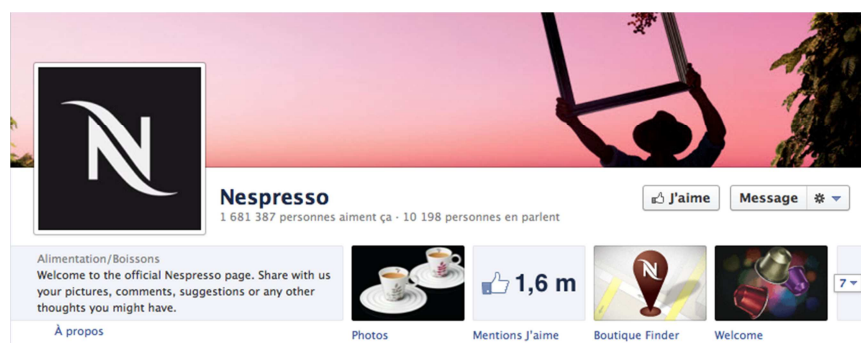 N
Nespresso
1 681 387 personnes aiment ça · 10 198 personnes en parlent
J'aime
Message
Alimentation/Boissons
Welcome to the official Nespresso page. Share with us
your pictures, comments, suggestions or any other
thoughts you might have.
À propos
1,6 m
N
7
Photos
Mentions J'aime
Boutique Finder
Welcome